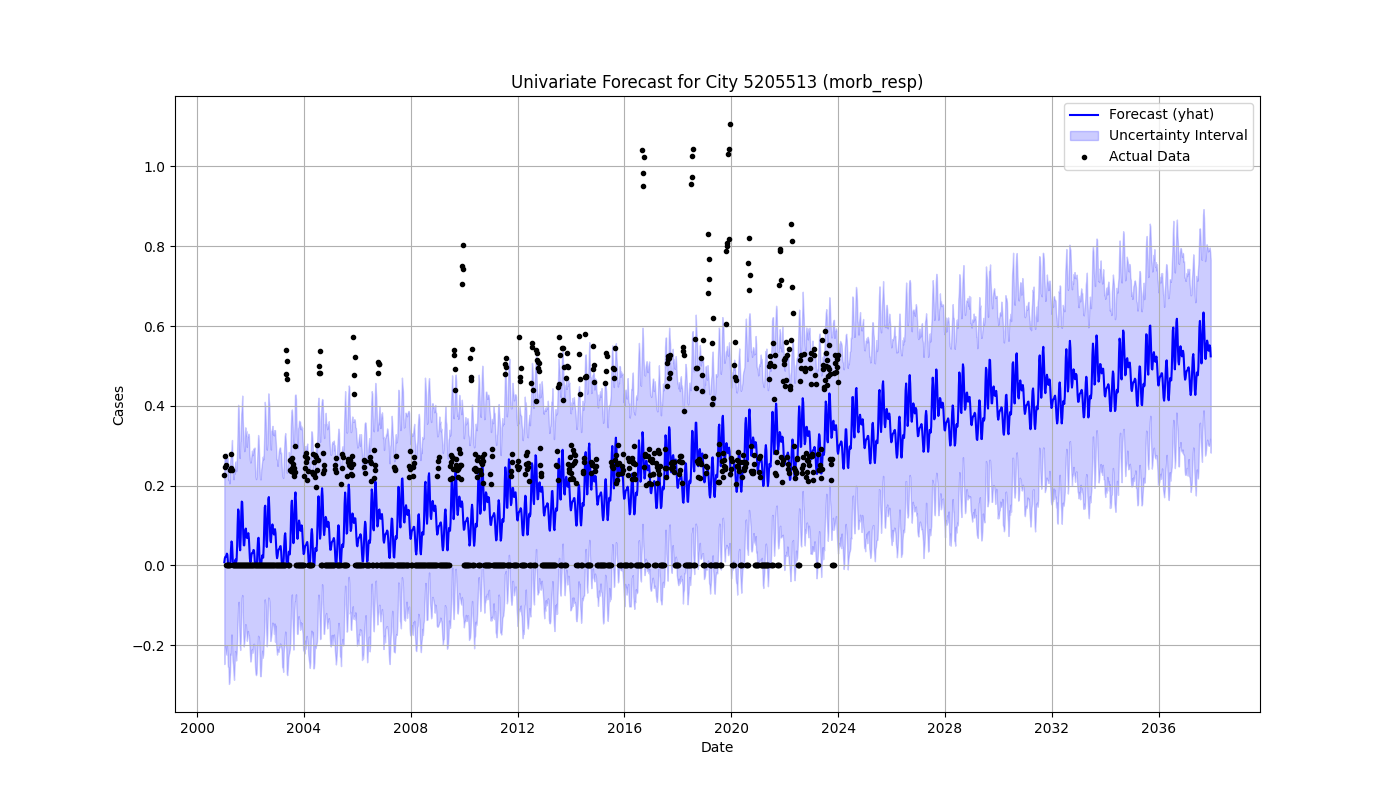 Univariate Forecast for City 5205513 (morb_resp)
Forecast (yhat)
Uncertainty Interval
Actual Data
Cases
1.0
0.8
0.6
0.4
0.2
0.0
−0.2
2000 2004 2008 2012 2016 2020 2024 2028 2032 2036
Date